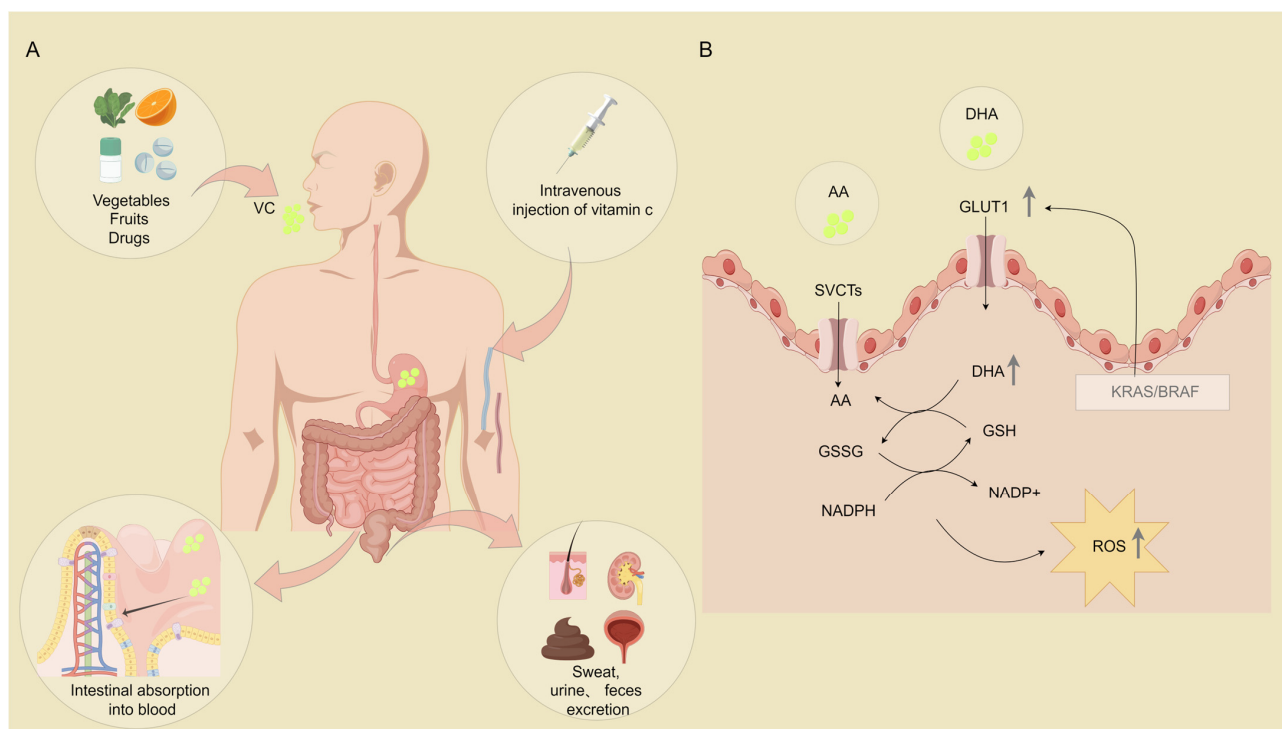 A
Vegetables
Fruits
Drugs
VC
Intravenous
injection of vitamin c
Intestinal absorption
into blood
Sweat,
urine、 feces
excretion
B
DHA
AA
GLUT1
SVCTs
DHA
KRAS/BRAF
AA
GSH
GSSG
NADP+
NADPH
ROS